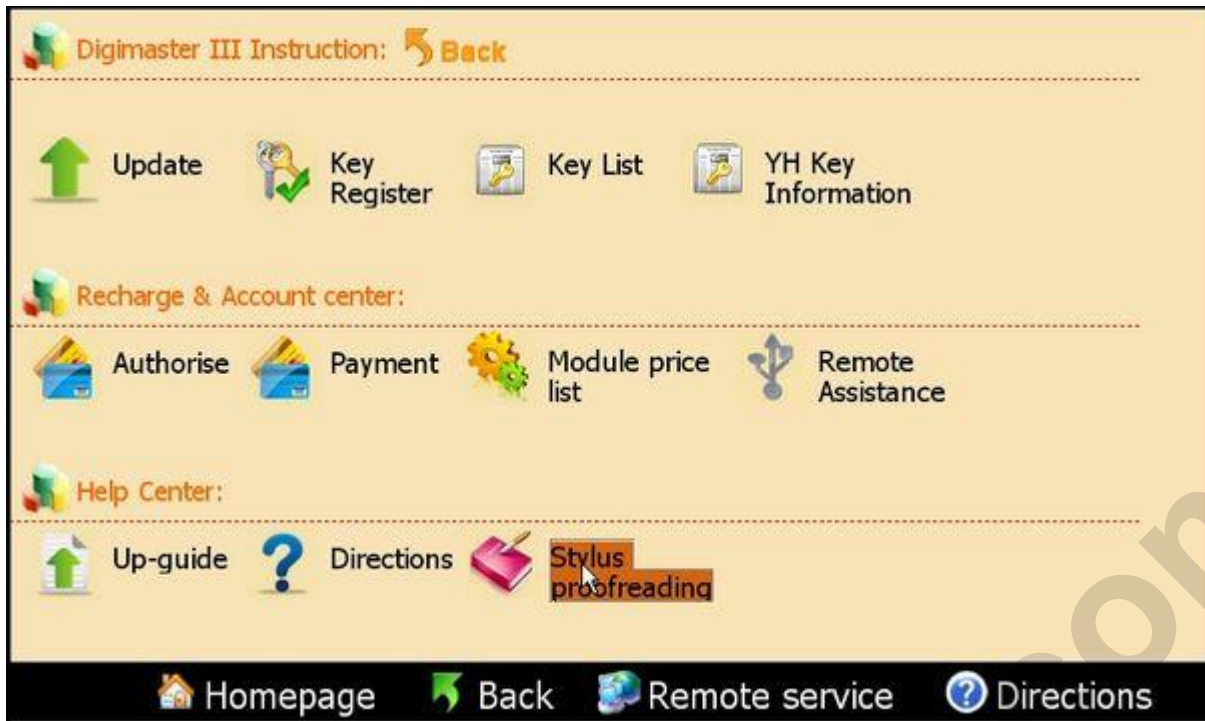 Digimaster III Instruction: Back
Update
Key
Register
Key List
YH Key
Information
Recharge & Account center:
Authorise
Payment
Module price
list
Remote
Assistance
Help Center:
Up-guide
Directions
Stylus
proofreading
Homepage Back Remote service Directions